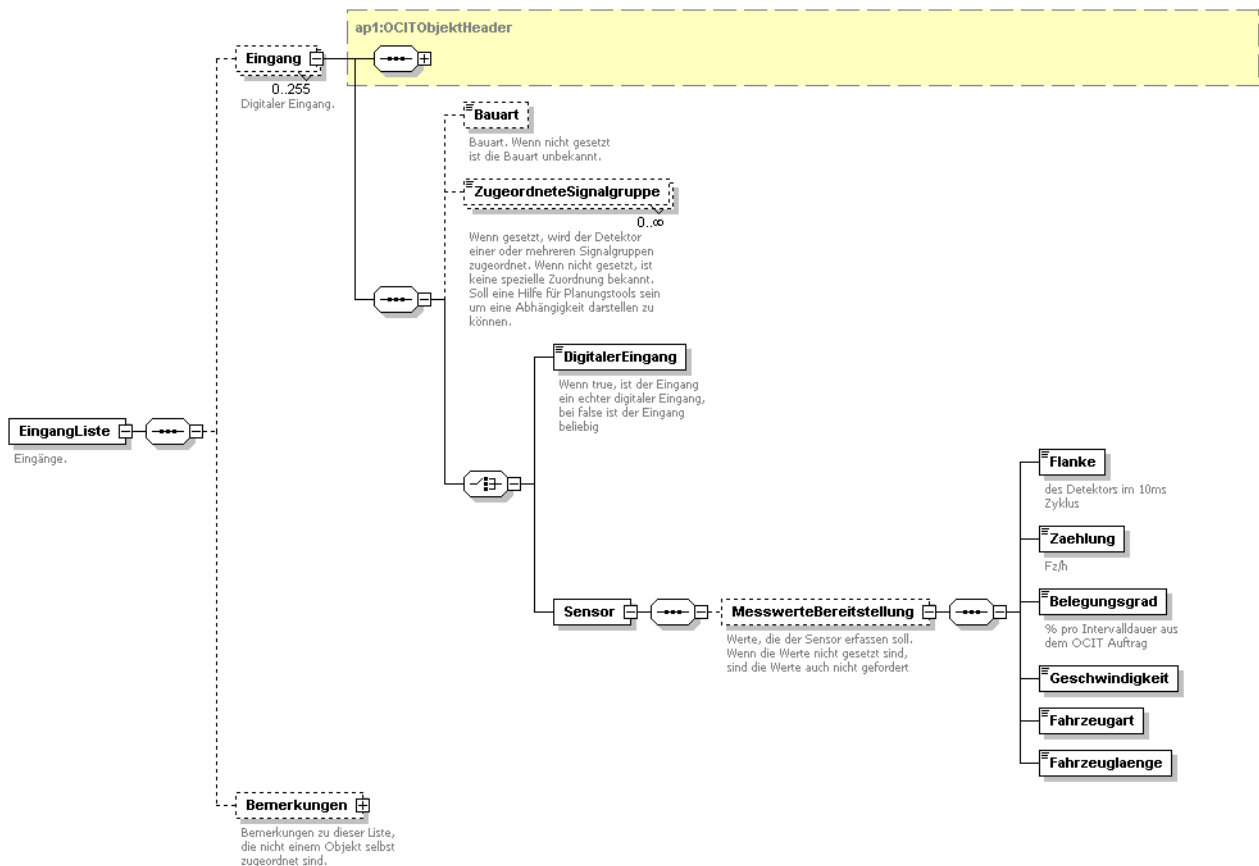 ap1:OCITObjektHeader
Eingang
0..255
Digitaler Eingang.
Bauart
Bauart. Wenn nicht gesetzt
ist die Bauart unbekannt.
ZugeordneteSignalgruppe
0..∞
Wenn gesetzt, wird der Detektor
einer oder mehreren Signalgruppen
zugeordnet. Wenn nicht gesetzt, ist
keine spezielle Zuordnung bekannt.
Soll eine Hilfe für Planungstools sein
um eine Abhängigkeit darstellen zu
können.
DigitalerEingang
Wenn true, ist der Eingang
ein echter digitaler Eingang,
bei false ist der Eingang
beliebig
EingangListe
Eingänge.
Flanke
des Detektors im 10ms
Zyklus
Zaehlung
Fz/h
Sensor
MesswerteBereitstellung
Werte, die der Sensor erfassen soll.
Wenn die Werte nicht gesetzt sind,
sind die Werte auch nicht gefordert
Belegungsgrad
% pro Intervalldauer aus
dem OCIT Auftrag
Geschwindigkeit
Fahrzeugart
Fahrzeuglaenge
Bemerkungen
Bemerkungen zu dieser Liste,
die nicht einem Objekt selbst
zugeordnet sind.